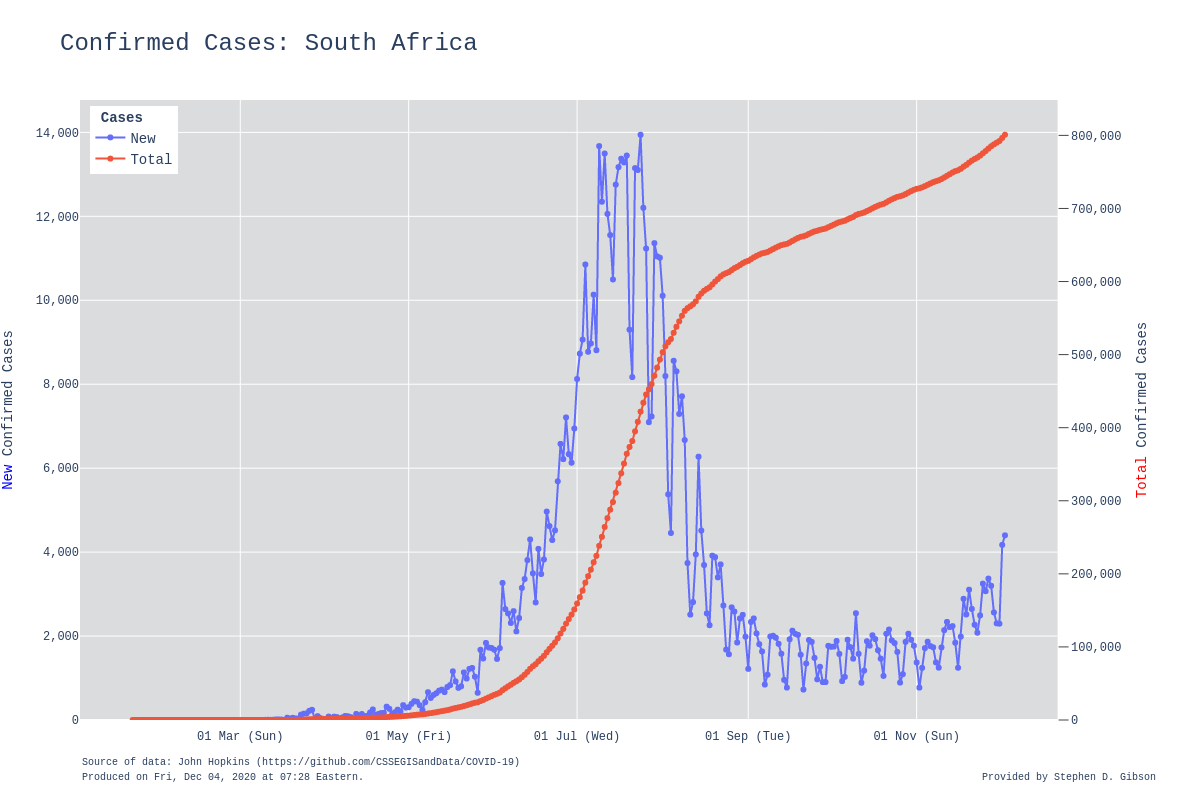 Confirmed Cases: South Africa
Cases
New
Total
14,000
12,000
10,000
8,000
6,000
4,000
2,000
0
New Confirmed Cases
800,000
700,000
600,000
500,000
400,000
300,000
200,000
100,000
0
Total Confirmed Cases
01 Mar (Sun)
01 May (Fri)
01 Jul (Wed)
01 Sep (Tue)
01 Nov (Sun)
Source of data: John Hopkins (https://github.com/CSSEGISandData/COVID-19)
Produced on Fri, Dec 04, 2020 at 07:28 Eastern.
Provided by Stephen D. Gibson